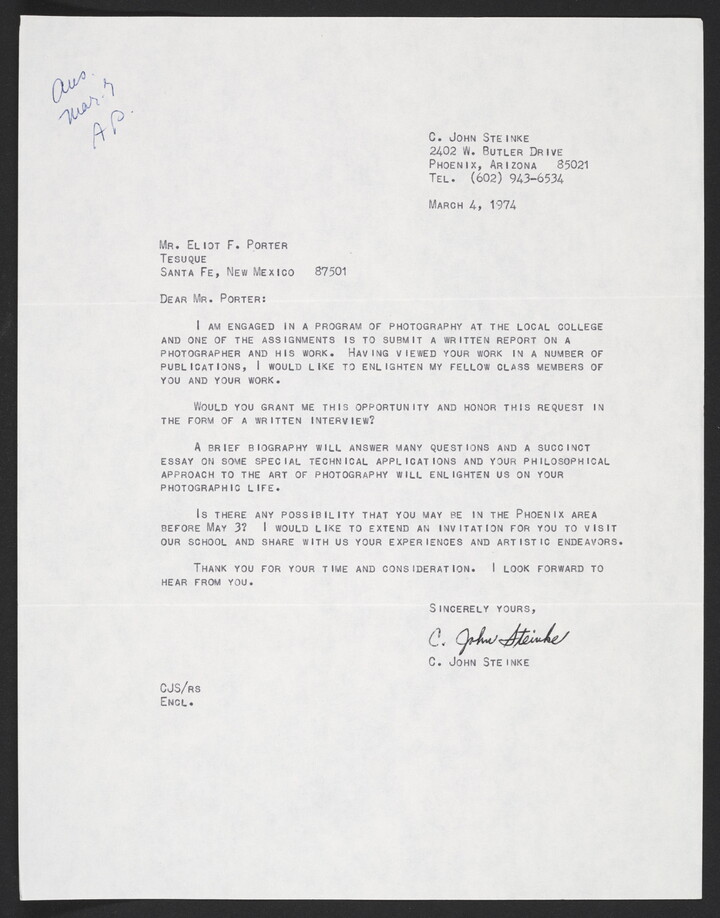 Ans.
Mar. 7
A.P.
C. John Steinke
2402 W. Butler Drive
Phoenix, Arizona 85021
Tel. (602) 943-6534
March 4, 1974
Mr. Eliot F. Porter
Tesuque
Santa Fe, New Mexico 87501
Dear Mr. Porter:
I am engaged in a program of photography at the local college
and one of the assignments is to submit a written report on a
photographer and his work. Having viewed your work in a number of
publications, I would like to enlighten my fellow class members of
you and your work.
Would you grant me this opportunity and honor this request in
the form of a written interview?
A brief biography will answer many questions and a succinct
essay on some special technical applications and your philosophical
approach to the art of photography will enlighten us on your
photographic life.
Is there any possibility that you may be in the Phoenix area
before May 3? I would like to extend an invitation for you to visit
our school and share with us your experiences and artistic endeavors.
Thank you for your time and consideration. I look forward to
hear from you.
Sincerely yours,
C. John Steinke
C. John Steinke
CJS/rs
Encl.